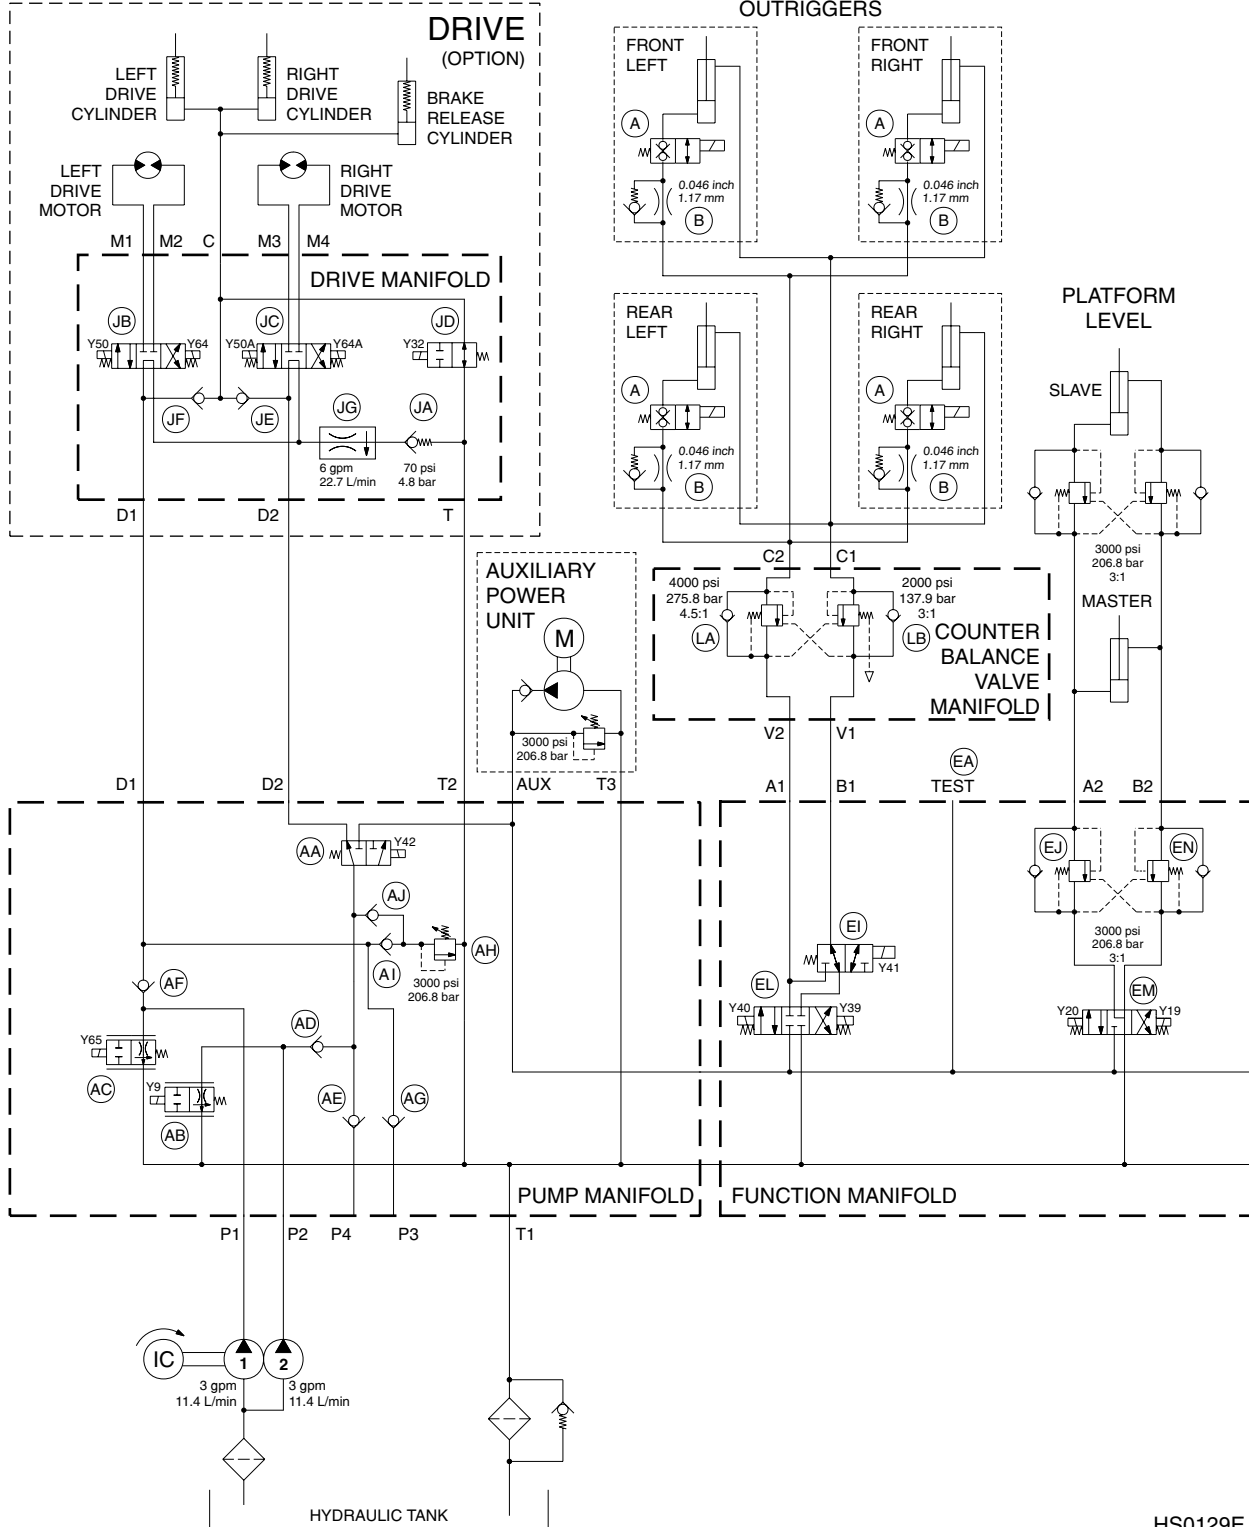 DRIVE
(OPTION)
LEFT
DRIVE
CYLINDER
RIGHT
DRIVE
CYLINDER
BRAKE
RELEASE
CYLINDER
LEFT
DRIVE
MOTOR
RIGHT
DRIVE
MOTOR
M1 M2 C M3 M4
DRIVE MANIFOLD
JB JC JD
Y50 Y64 Y50A Y64A Y32
JF JE JG JA
6 gpm
22.7 L/min
70 psi
4.8 bar
D1 D2 T
OUTRIGGERS
FRONT
LEFT
A
0.046 inch
1.17 mm
B
FRONT
RIGHT
A
0.046 inch
1.17 mm
B
REAR
LEFT
A
0.046 inch
1.17 mm
B
REAR
RIGHT
A
0.046 inch
1.17 mm
B
C2 C1
4000 psi
275.8 bar
4.5:1
LA
2000 psi
137.9 bar
3:1
LB
COUNTER
BALANCE
VALVE
MANIFOLD
V2 V1
PLATFORM
LEVEL
SLAVE
3000 psi
206.8 bar
3:1
MASTER
AUXILIARY
POWER
UNIT
M
3000 psi
206.8 bar
D1 D2 T2 AUX T3
AA Y42
AJ
AI
AH
3000 psi
206.8 bar
AF
AD
Y65
AC
Y9
AB
AE AG
PUMP MANIFOLD
P1 P2 P4 P3 T1
EA
A1 B1 TEST A2 B2
EJ EN
3000 psi
206.8 bar
3:1
EI
Y41
EL
Y40 Y39
EM
Y20 Y19
FUNCTION MANIFOLD
IC 1 2
3 gpm
11.4 L/min
3 gpm
11.4 L/min
HYDRAULIC TANK
HS0129E